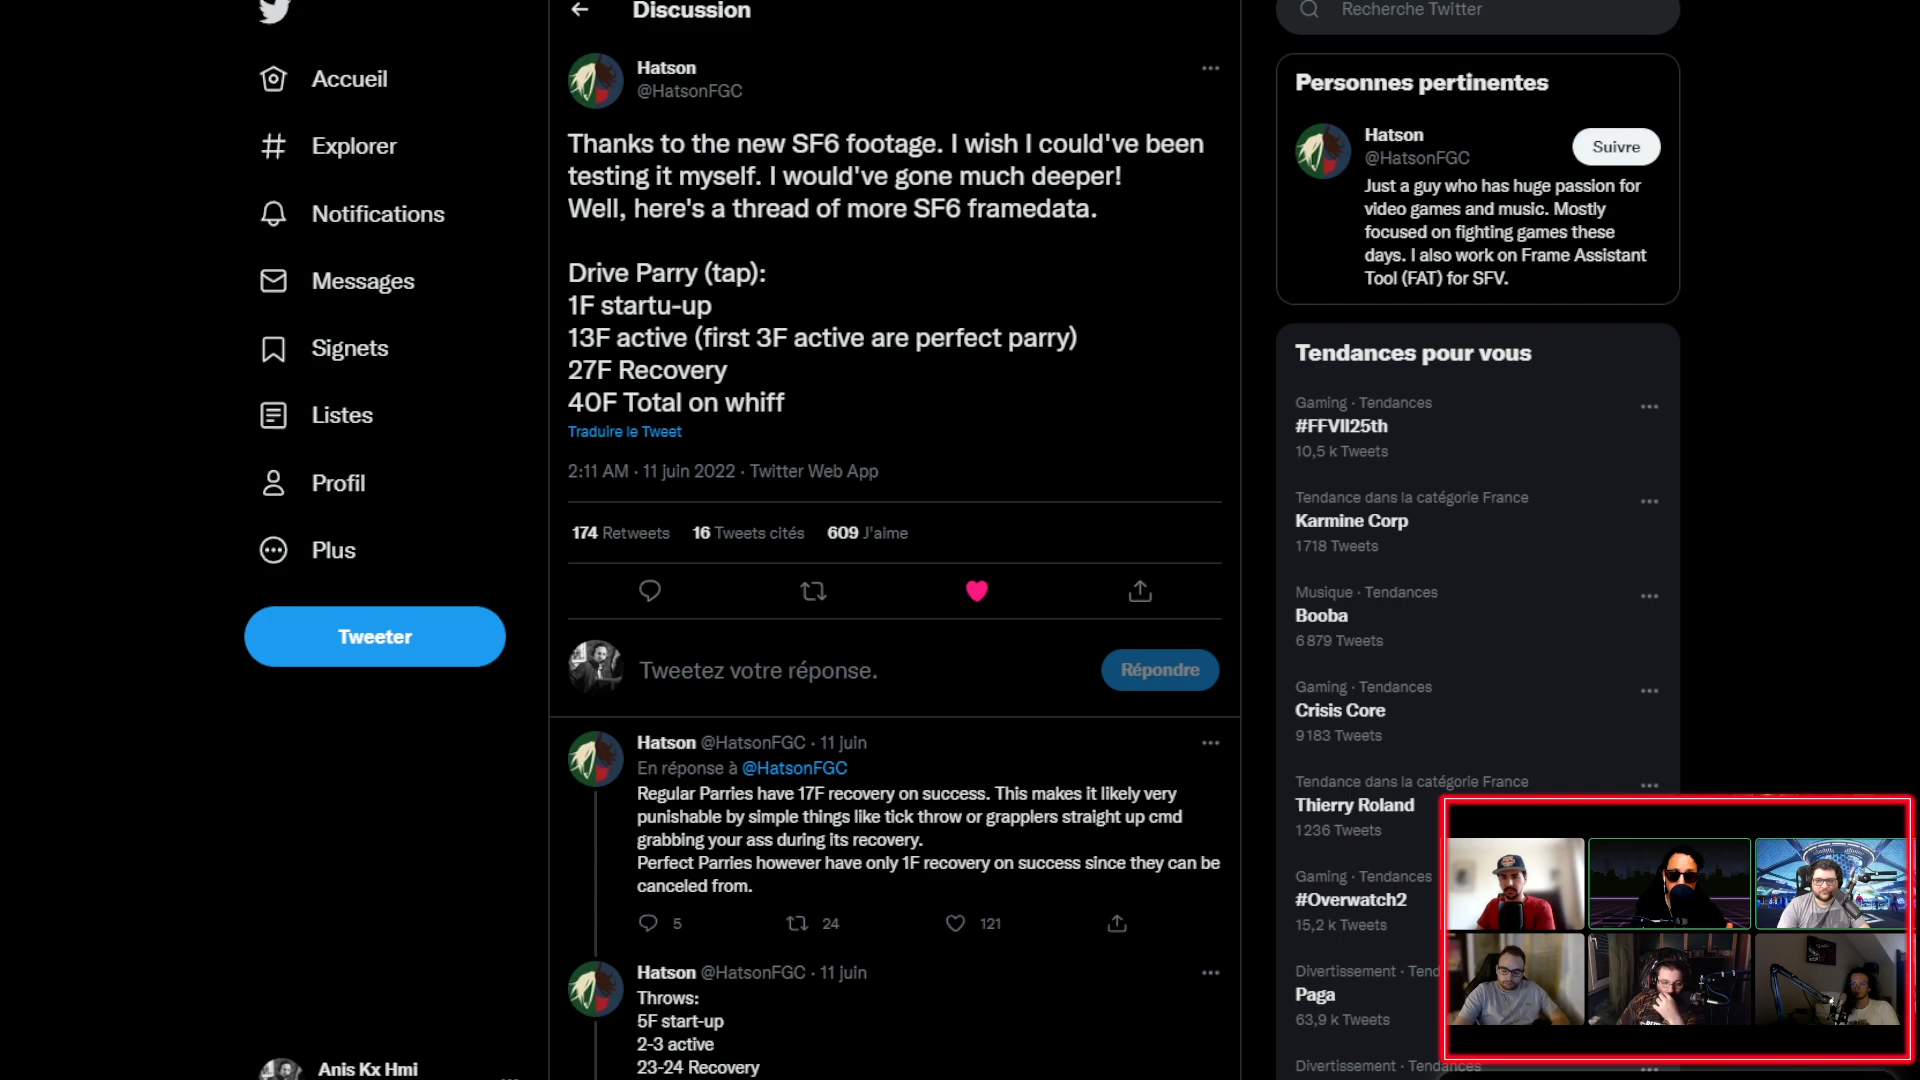 Discussion
Recherche Twitter
Accueil
Explorer
Notifications
Messages
Signets
Listes
Profil
Plus
Tweeter
Anis Kx Hmi
Hatson
@HatsonFGC
Thanks to the new SF6 footage. I wish I could've been
testing it myself. I would've gone much deeper!
Well, here's a thread of more SF6 framedata.
Drive Parry (tap):
1F startu-up
13F active (first 3F active are perfect parry)
27F Recovery
40F Total on whiff
Traduire le Tweet
2:11 AM · 11 juin 2022 · Twitter Web App
174 Retweets 16 Tweets cités 609 J'aime
Tweetez votre réponse.
Répondre
Hatson @HatsonFGC · 11 juin
En réponse à @HatsonFGC
Regular Parries have 17F recovery on success. This makes it likely very
punishable by simple things like tick throw or grapplers straight up cmd
grabbing your ass during its recovery.
Perfect Parries however have only 1F recovery on success since they can be
canceled from.
5 24 121
Hatson @HatsonFGC · 11 juin
Throws:
5F start-up
2-3 active
23-24 Recovery
Personnes pertinentes
Hatson
@HatsonFGC
Suivre
Just a guy who has huge passion for
video games and music. Mostly
focused on fighting games these
days. I also work on Frame Assistant
Tool (FAT) for SFV.
Tendances pour vous
Gaming · Tendances
#FFVII25th
10,5 k Tweets
Tendance dans la catégorie France
Karmine Corp
1718 Tweets
Musique · Tendances
Booba
6 879 Tweets
Gaming · Tendances
Crisis Core
9 183 Tweets
Tendance dans la catégorie France
Thierry Roland
1 236 Tweets
Gaming · Tendances
#Overwatch2
15,2 k Tweets
Divertissement · Tend
Paga
63,9 k Tweets
Divertissement · Tendances